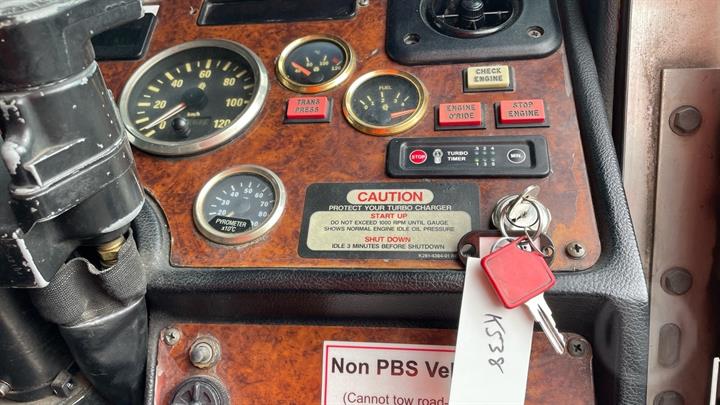 0 20 40 60 80 100 120
km/h
TRANS
PRESS
FUEL
CHECK
ENGINE
ENGINE
O'RIDE
STOP
ENGINE
STOP
TURBO
TIMER
MIN.
PYROMETER
x10°C
CAUTION
PROTECT YOUR TURBO CHARGER
START UP
DO NOT EXCEED 1000 RPM UNTIL GAUGE
SHOWS NORMAL ENGINE IDLE OIL PRESSURE
SHUT DOWN
IDLE 3 MINUTES BEFORE SHUTDOWN
K538
Non PBS Vel
(Cannot tow road-